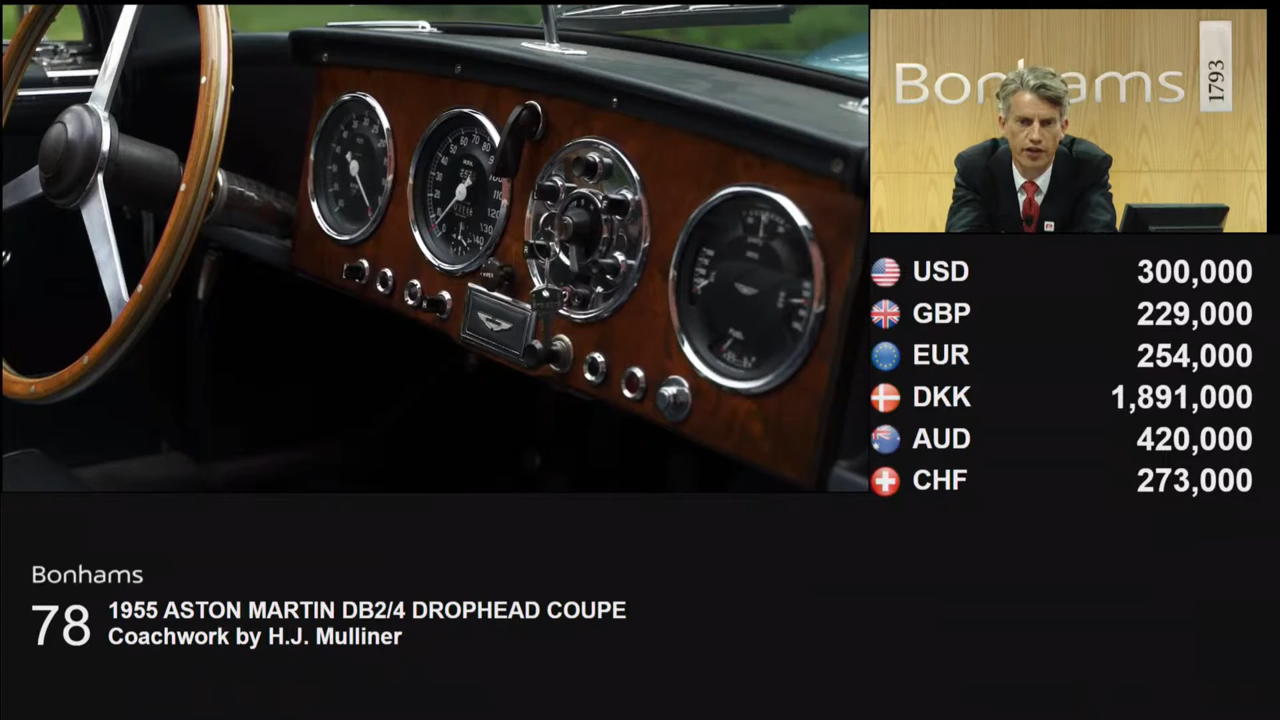 Bonhams
1793
USD 300,000
GBP 229,000
EUR 254,000
DKK 1,891,000
AUD 420,000
CHF 273,000
Bonhams
78
1955 ASTON MARTIN DB2/4 DROPHEAD COUPE
Coachwork by H.J. Mulliner